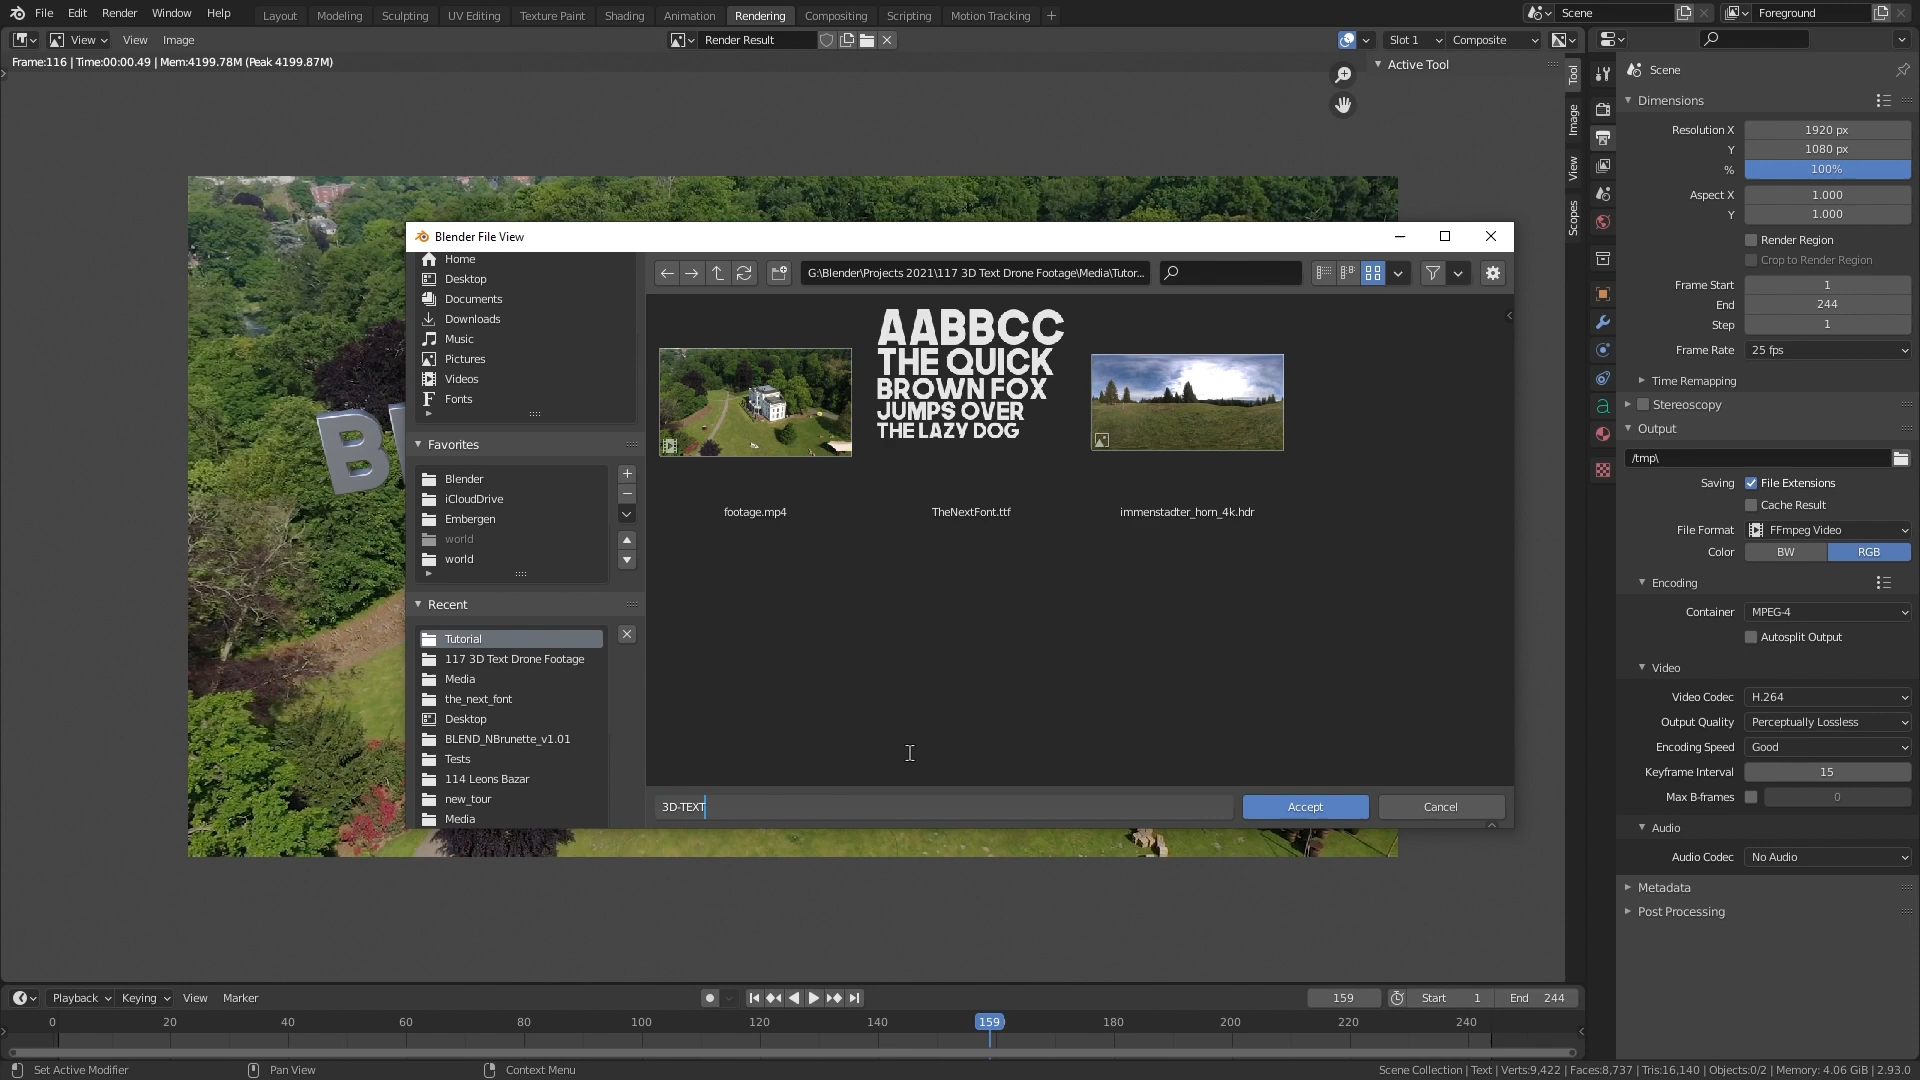 File Edit Render Window Help
Layout Modeling Sculpting UV Editing Texture Paint Shading Animation Rendering Compositing Scripting Motion Tracking +
Scene
Foreground
View View Image
Render Result
Slot 1 Composite
Frame:116 | Time:00:00.49 | Mem:4199.78M (Peak 4199.87M)
Active Tool
Tool
Image
View
Scopes
Scene
Dimensions
Resolution X 1920 px
Y 1080 px
% 100%
Aspect X 1.000
Y 1.000
Render Region
Crop to Render Region
Frame Start 1
End 244
Step 1
Frame Rate 25 fps
Time Remapping
Stereoscopy
Output
/tmp\
Saving File Extensions
Cache Result
File Format FFmpeg Video
Color BW RGB
Encoding
Container MPEG-4
Autosplit Output
Video
Video Codec H.264
Output Quality Perceptually Lossless
Encoding Speed Good
Keyframe Interval 15
Max B-frames 0
Audio
Audio Codec No Audio
Metadata
Post Processing
Blender File View
Home
Desktop
Documents
Downloads
Music
Pictures
Videos
Fonts
Favorites
Blender
iCloudDrive
Embergen
world
world
Recent
Tutorial
117 3D Text Drone Footage
Media
the_next_font
Desktop
BLEND_NBrunette_v1.01
Tests
114 Leons Bazar
new_tour
Media
G:\Blender\Projects 2021\117 3D Text Drone Footage\Media\Tutor...
AABBCC
THE QUICK
BROWN FOX
JUMPS OVER
THE LAZY DOG
footage.mp4
TheNextFont.ttf
immenstadter_horn_4k.hdr
3D-TEXT
Accept
Cancel
B
Playback Keying View Marker
159
Start 1
End 244
0 20 40 60 80 100 120 140 159 180 200 220 240
Set Active Modifier
Pan View
Context Menu
Scene Collection | Text | Verts:9,422 | Faces:8,737 | Tris:16,140 | Objects:0/2 | Memory: 4.06 GiB | 2.93.0